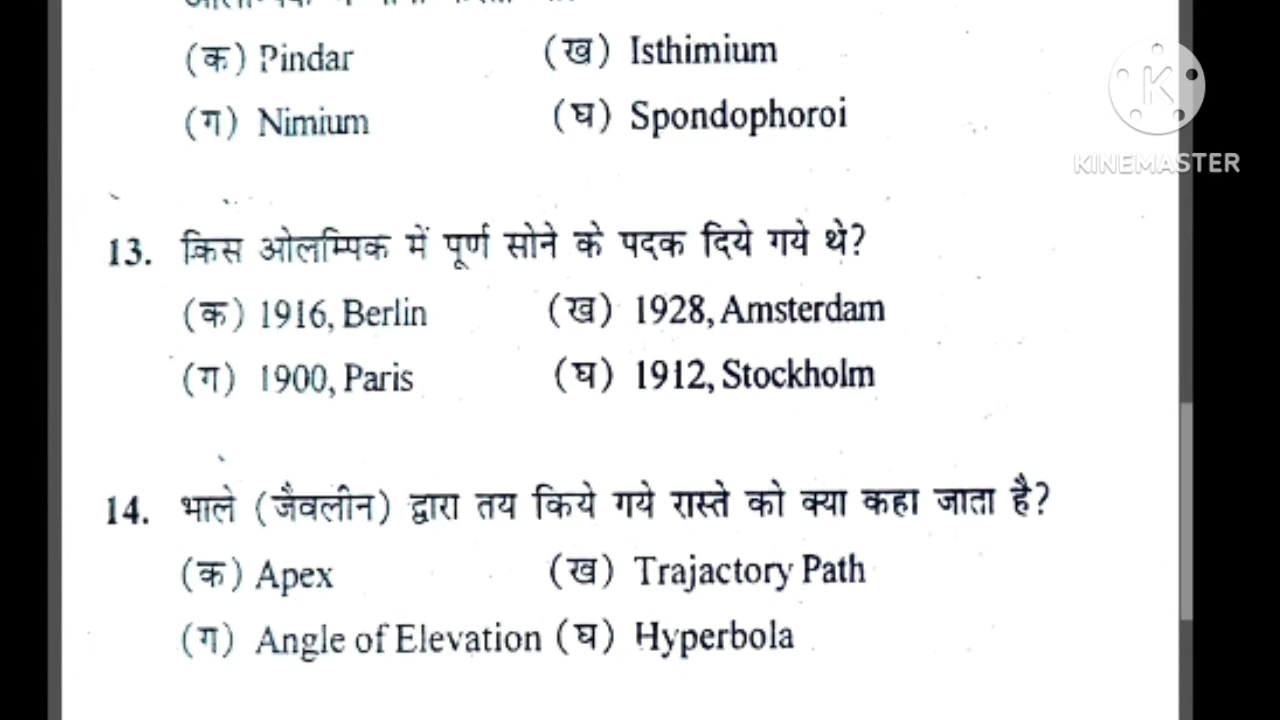 (क) Pindar (ख) Isthimium
(ग) Nimium (घ) Spondophoroi
KINEMASTER
13. किस ओलम्पिक में पूर्ण सोने के पदक दिये गये थे?
(क) 1916, Berlin (ख) 1928, Amsterdam
(ग) 1900, Paris (घ) 1912, Stockholm
14. भाले (जैवलीन) द्वारा तय किये गये रास्ते को क्या कहा जाता है?
(क) Apex (ख) Trajactory Path
(ग) Angle of Elevation (घ) Hyperbola